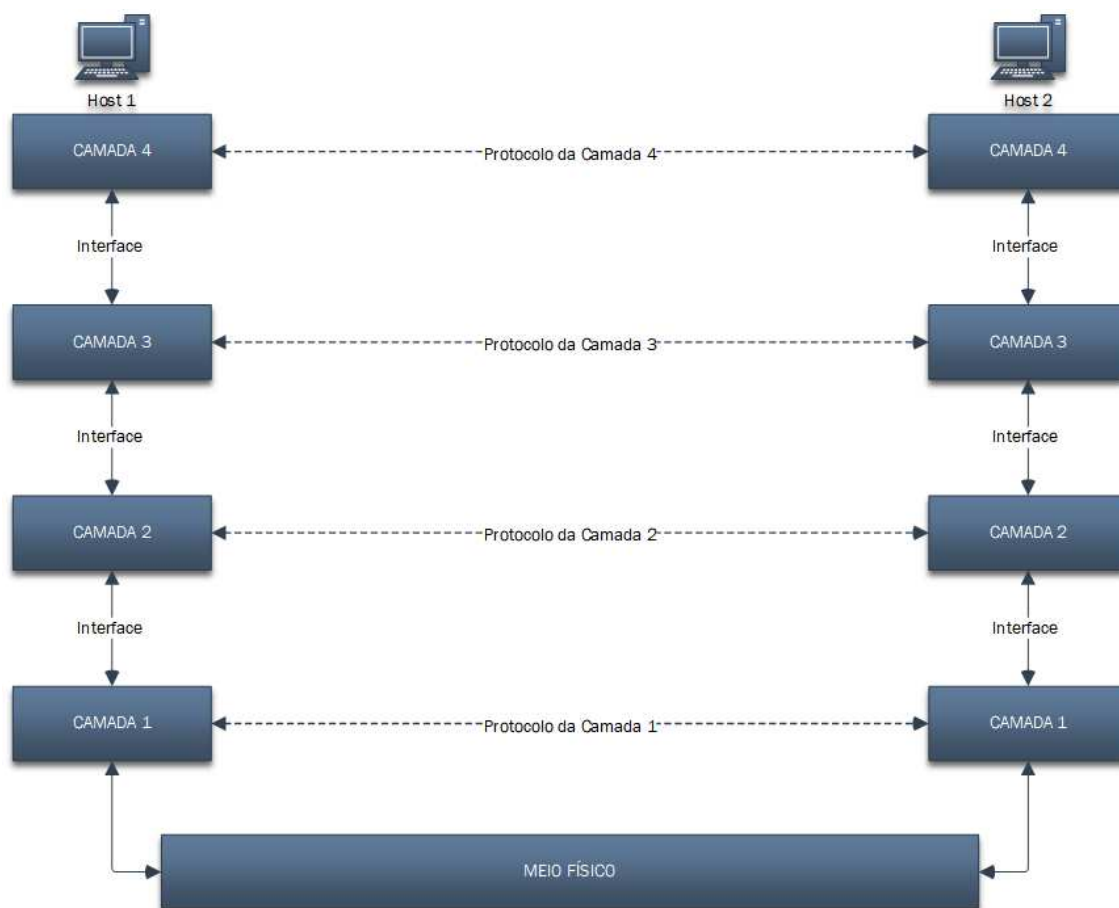 Host 1
Host 2
CAMADA 4
Protocolo da Camada 4
CAMADA 4
Interface
Interface
CAMADA 3
Protocolo da Camada 3
CAMADA 3
Interface
Interface
CAMADA 2
Protocolo da Camada 2
CAMADA 2
Interface
Interface
CAMADA 1
Protocolo da Camada 1
CAMADA 1
MEIO FÍSICO